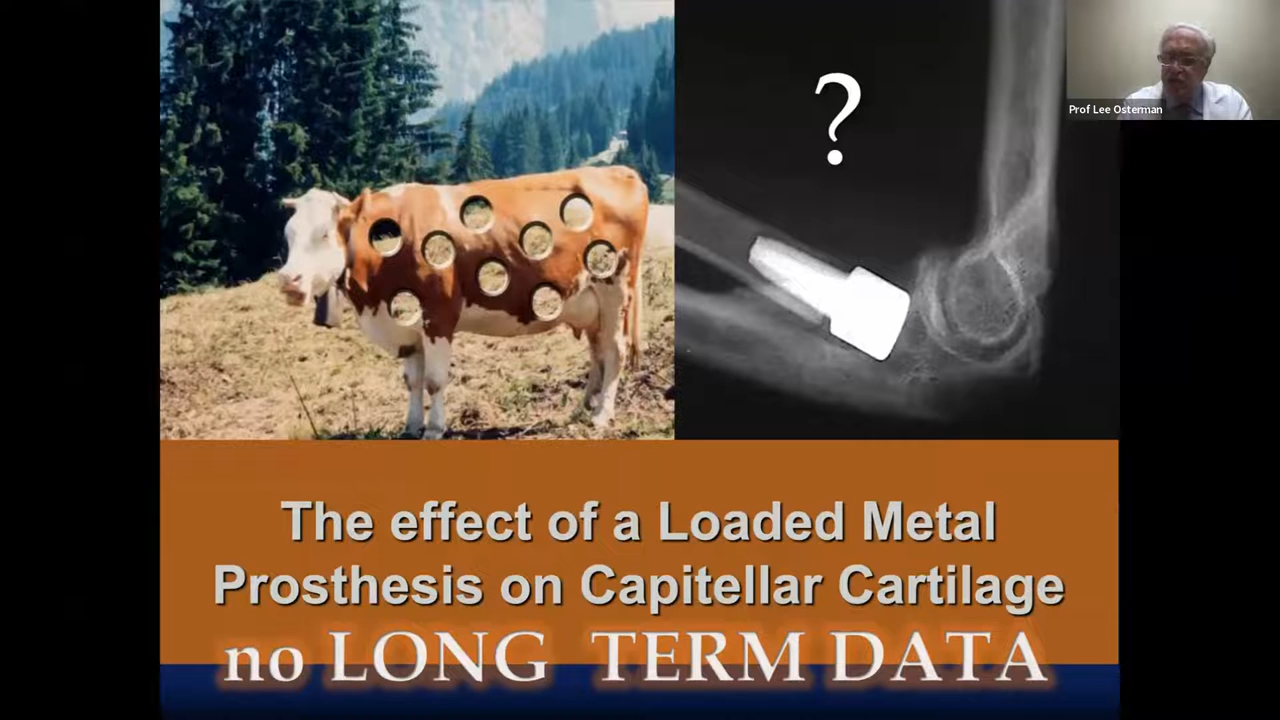 ?
Prof Lee Osterman
The effect of a Loaded Metal
Prosthesis on Capitellar Cartilage
no LONG TERM DATA